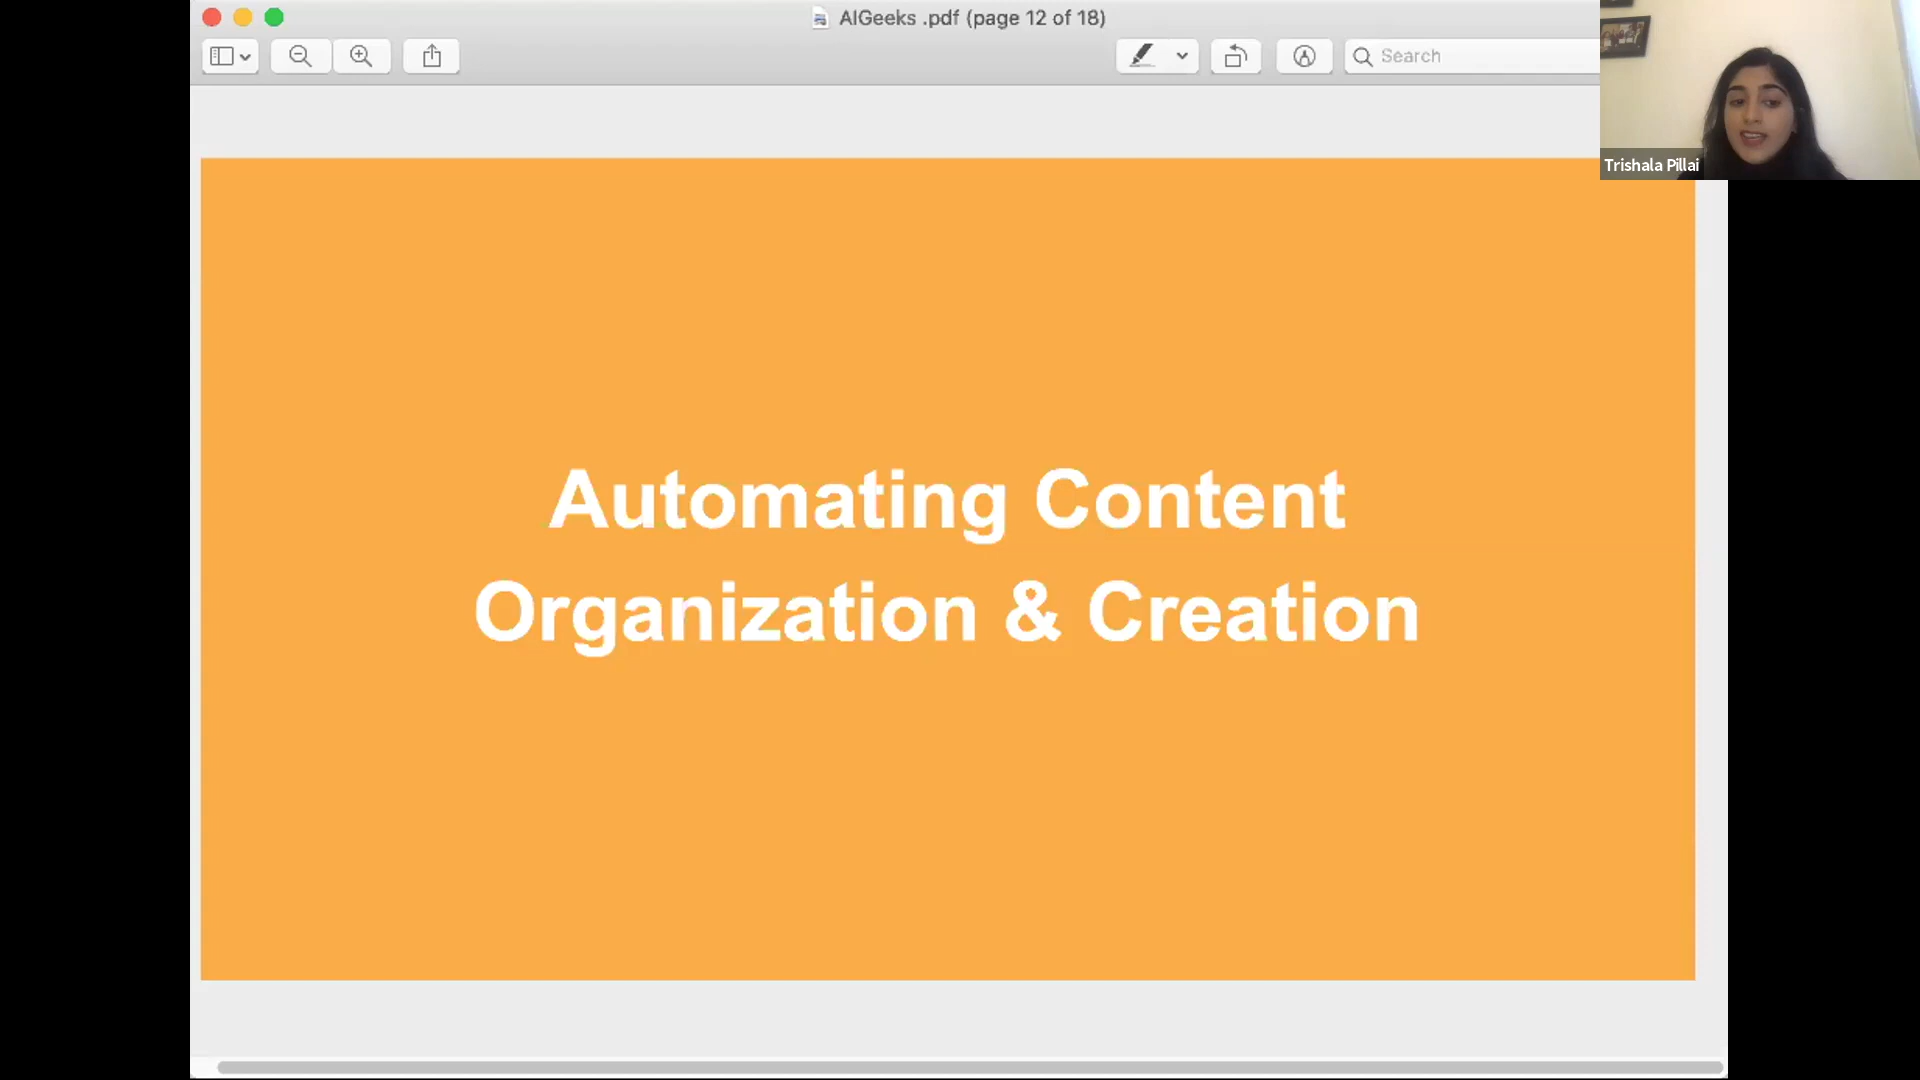 AIGeeks .pdf (page 12 of 18)
Search
Trishala Pillai
Automating Content
Organization & Creation